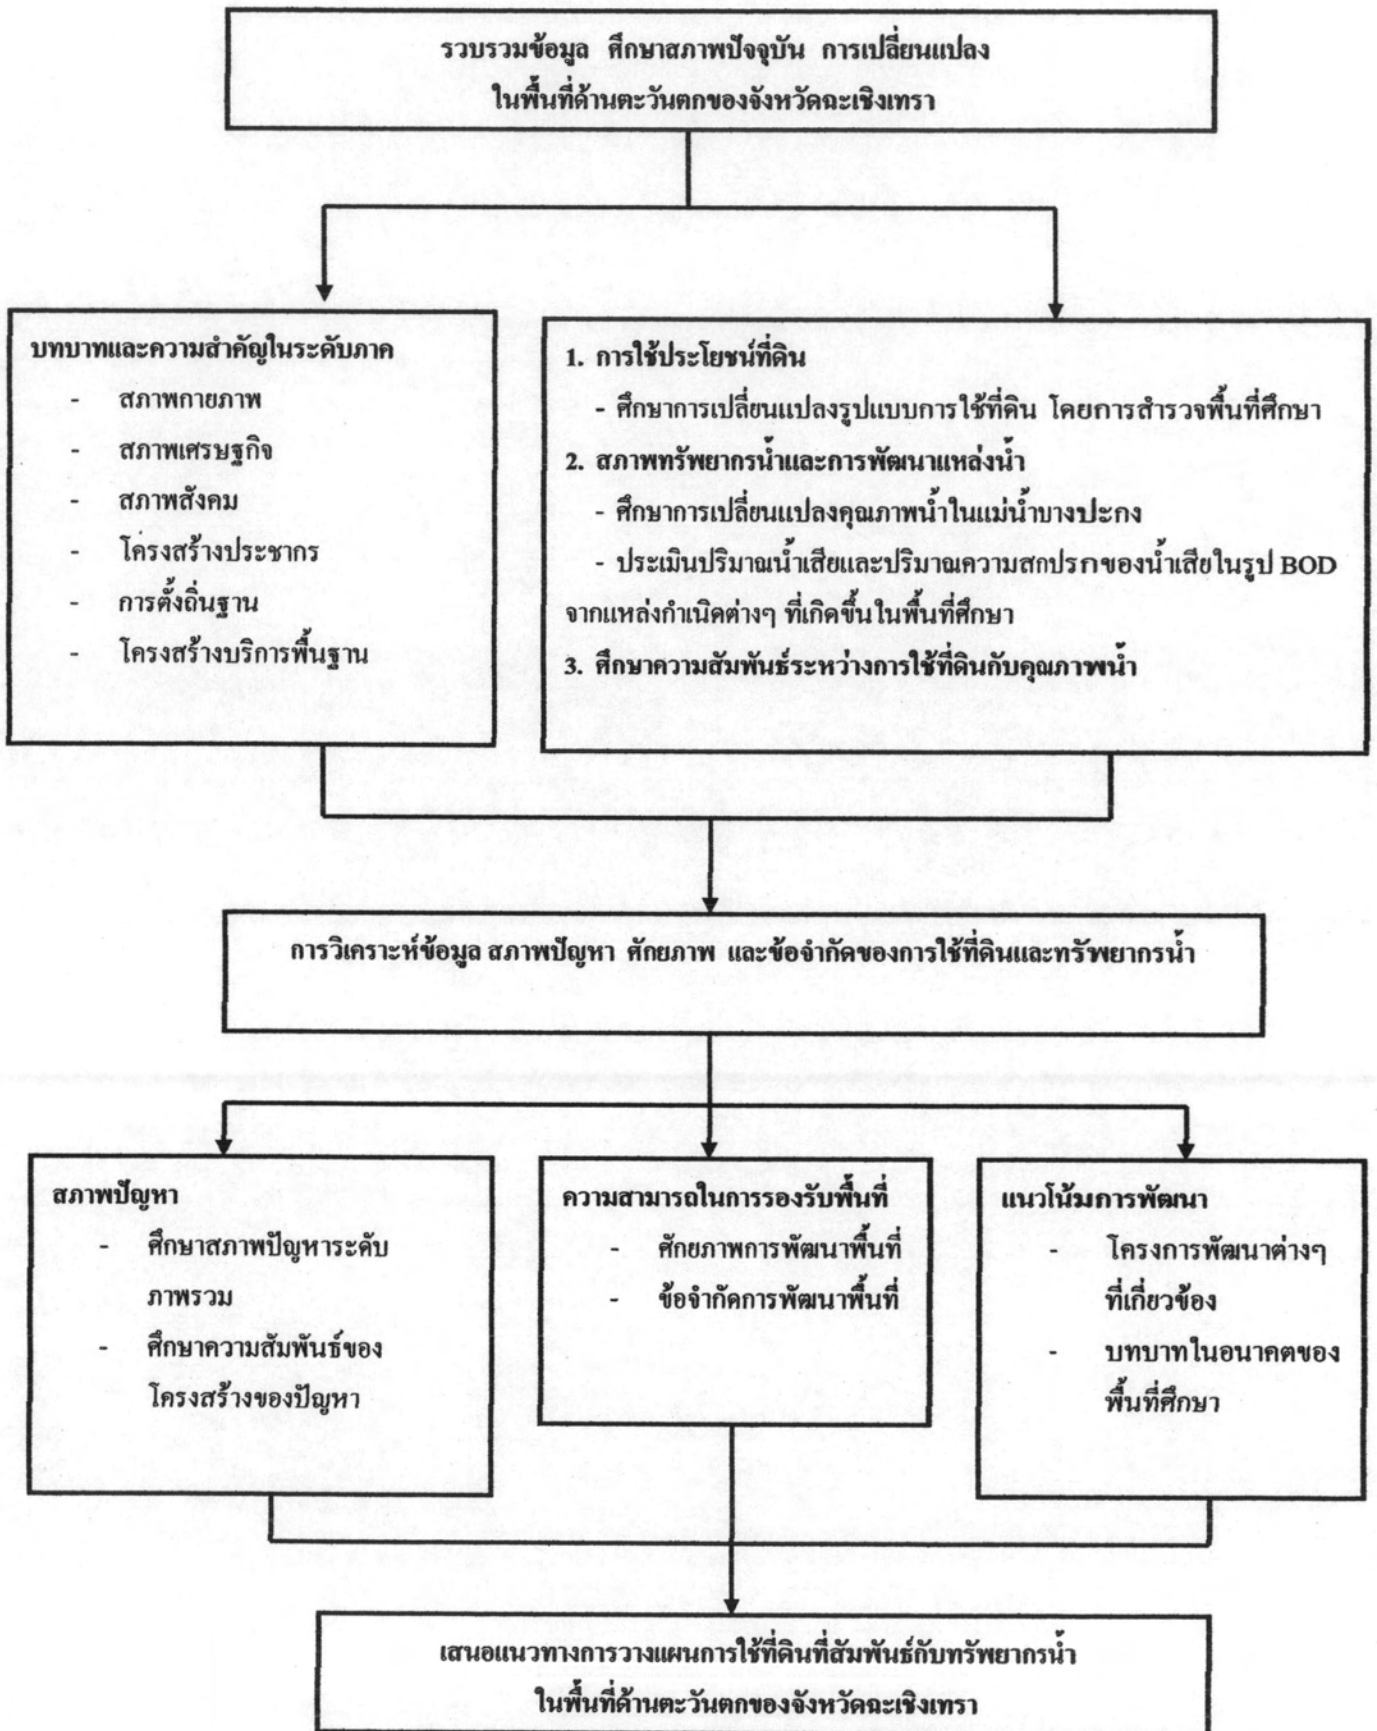 รวบรวมข้อมูล ศึกษาสภาพปัจจุบัน การเปลี่ยนแปลง
ในพื้นที่ด้านตะวันตกของจังหวัดฉะเชิงเทรา
บทบาทและความสำคัญในระดับภาค
- สภาพกายภาพ
- สภาพเศรษฐกิจ
- สภาพสังคม
- โครงสร้างประชากร
- การตั้งถิ่นฐาน
- โครงสร้างบริการพื้นฐาน
1. การใช้ประโยชน์ที่ดิน
- ศึกษาการเปลี่ยนแปลงรูปแบบการใช้ที่ดิน โดยการสำรวจพื้นที่ศึกษา
2. สภาพทรัพยากรน้ำและการพัฒนาแหล่งน้ำ
- ศึกษาการเปลี่ยนแปลงคุณภาพน้ำในแม่น้ำบางปะกง
- ประเมินปริมาณน้ำเสียและปริมาณความสกปรกของน้ำเสียในรูป BOD
จากแหล่งกำเนิดต่างๆ ที่เกิดขึ้นในพื้นที่ศึกษา
3. ศึกษาความสัมพันธ์ระหว่างการใช้ที่ดินกับคุณภาพน้ำ
การวิเคราะห์ข้อมูล สภาพปัญหา ศักยภาพ และข้อจำกัดของการใช้ที่ดินและทรัพยากรน้ำ
สภาพปัญหา
- ศึกษาสภาพปัญหาระดับ
ภาพรวม
- ศึกษาความสัมพันธ์ของ
โครงสร้างของปัญหา
ความสามารถในการรองรับพื้นที่
- ศักยภาพการพัฒนาพื้นที่
- ข้อจำกัดการพัฒนาพื้นที่
แนวโน้มการพัฒนา
- โครงการพัฒนาต่างๆ
ที่เกี่ยวข้อง
- บทบาทในอนาคตของ
พื้นที่ศึกษา
เสนอแนวทางการวางแผนการใช้ที่ดินที่สัมพันธ์กับทรัพยากรน้ำ
ในพื้นที่ด้านตะวันตกของจังหวัดฉะเชิงเทรา